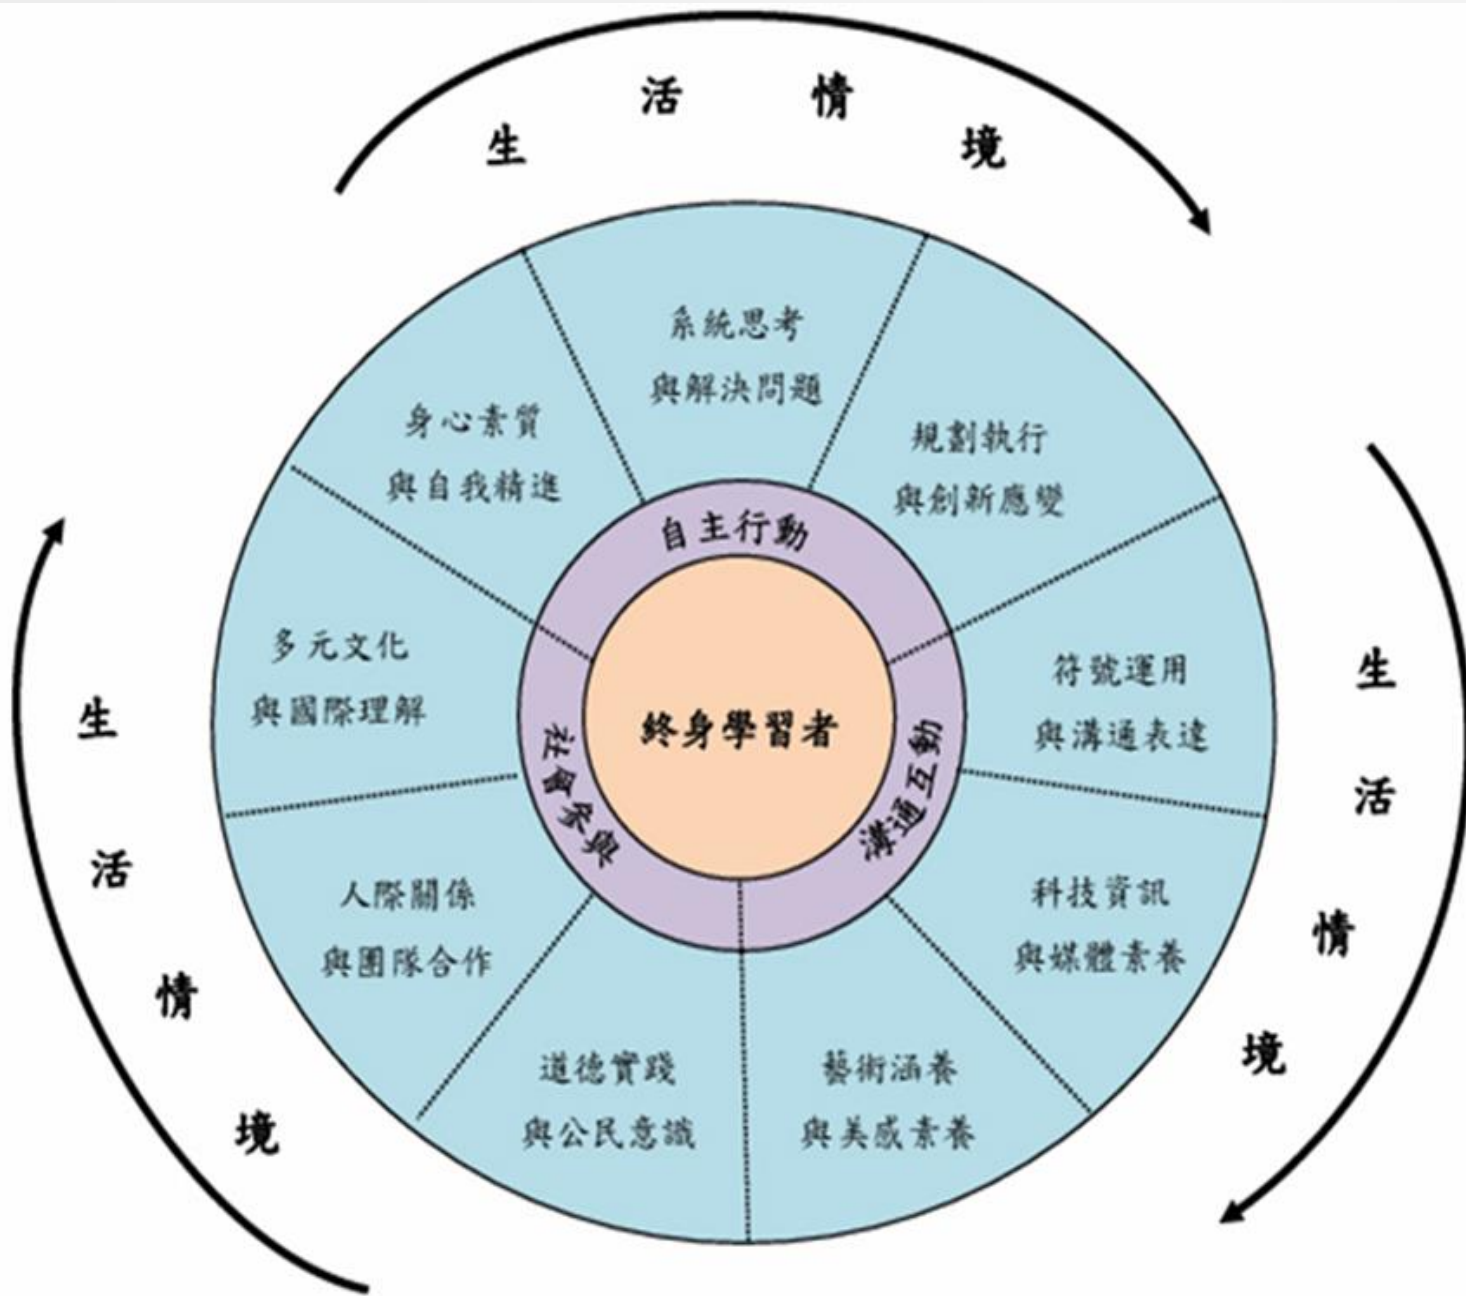 生活情境
系統思考
與解決問題
身心素質
與自我精進
規劃執行
與創新應變
自主行動
多元文化
與國際理解
符號運用
與溝通表達
終身學習者
社會參與
溝通互動
生活情境
生活情境
人際關係
與團隊合作
科技資訊
與媒體素養
道德實踐
與公民意識
藝術涵養
與美感素養